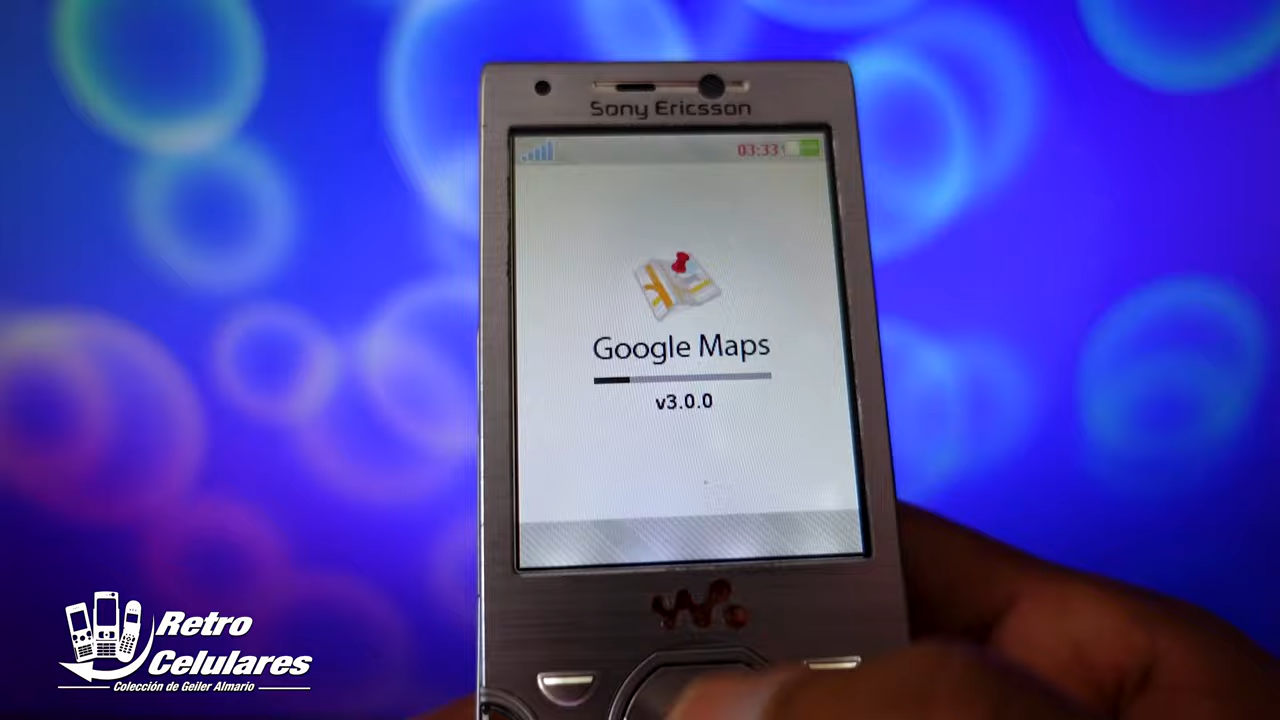 Sony Ericsson
03:33
Google Maps
v3.0.0
Retro
Celulares
Colección de Geiler Almario